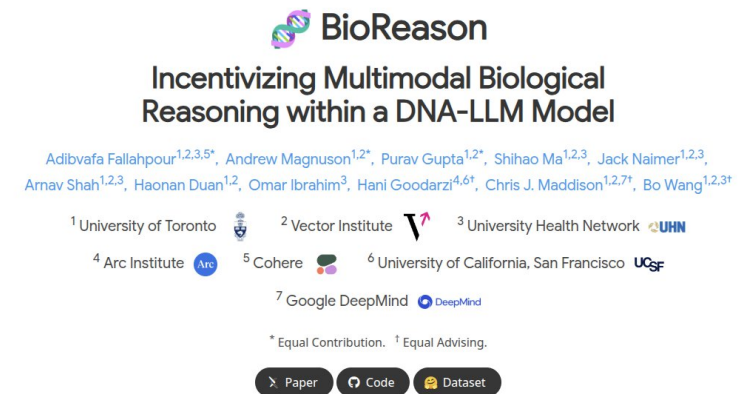 BioReason
Incentivizing Multimodal Biological
Reasoning within a DNA-LLM Model
Adibvafa Fallahpour1,2,3,5*, Andrew Magnuson1,2*, Purav Gupta1,2*, Shihao Ma1,2,3, Jack Naimer1,2,3,
Arnav Shah1,2,3, Haonan Duan1,2, Omar Ibrahim3, Hani Goodarzi4,6†, Chris J. Maddison1,2,7†, Bo Wang1,2,3†
1 University of Toronto 2 Vector Institute V 3 University Health Network UHN
4 Arc Institute Arc 5 Cohere 6 University of California, San Francisco UCSF
7 Google DeepMind DeepMind
* Equal Contribution. † Equal Advising.
Paper Code Dataset